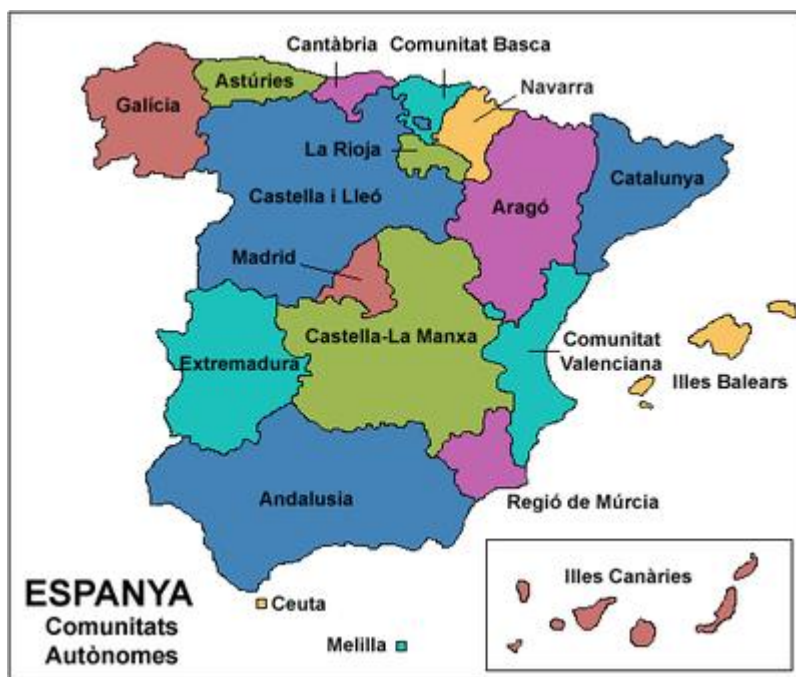 Cantàbria
Comunitat Basca
Astúries
Galícia
Navarra
La Rioja
Catalunya
Castella i Lleó
Aragó
Madrid
Castella-La Manxa
Comunitat
Valenciana
Extremadura
Illes Balears
Andalusia
Regió de Múrcia
Illes Canàries
ESPANYA
Comunitats
Autònomes
Ceuta
Melilla